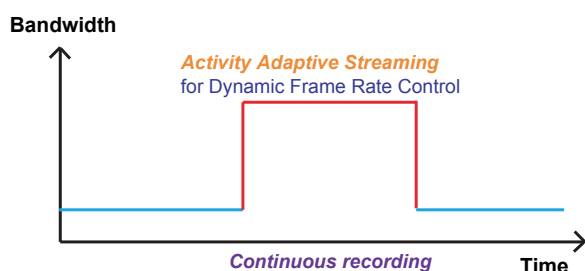 Bandwidth
Activity Adaptive Streaming
for Dynamic Frame Rate Control
Continuous recording
Time